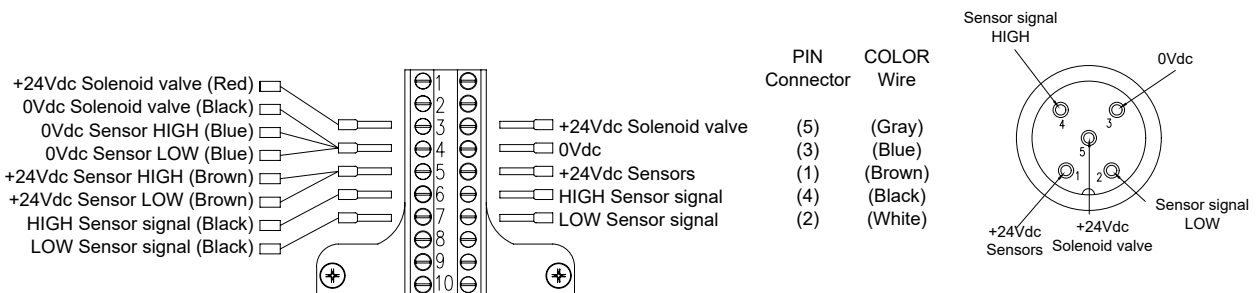 +24Vdc Solenoid valve (Red)
0Vdc Solenoid valve (Black)
0Vdc Sensor HIGH (Blue)
0Vdc Sensor LOW (Blue)
+24Vdc Sensor HIGH (Brown)
+24Vdc Sensor LOW (Brown)
HIGH Sensor signal (Black)
LOW Sensor signal (Black)
1
2
3
4
5
6
7
8
9
10
PIN COLOR
Connector Wire
+24Vdc Solenoid valve (5) (Gray)
0Vdc (3) (Blue)
+24Vdc Sensors (1) (Brown)
HIGH Sensor signal (4) (Black)
LOW Sensor signal (2) (White)
Sensor signal
HIGH
0Vdc
4 3
5
1 2
+24Vdc
Sensors
+24Vdc
Solenoid valve
Sensor signal
LOW